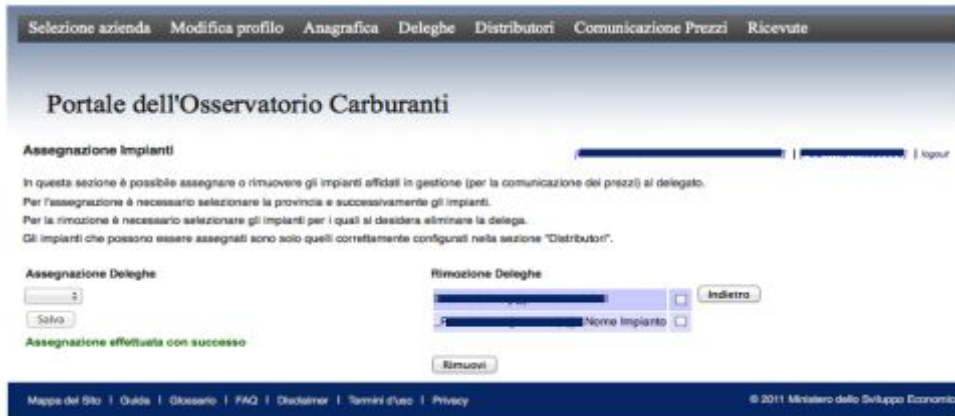 Selezione azienda Modifica profilo Anagrafica Deleghe Distributori Comunicazione Prezzi Ricevute
Portale dell'Osservatorio Carburanti
Assegnazione Impianti
| | logout
In questa sezione è possibile assegnare o rimuovere gli impianti affidati in gestione (per la comunicazione dei prezzi) al delegato.
Per l'assegnazione è necessario selezionare la provincia e successivamente gli impianti.
Per la rimozione è necessario selezionare gli impianti per i quali si desidera eliminare la delega.
Gli impianti che possono essere assegnati sono solo quelli correttamente configurati nella sezione "Distributori".
Assegnazione Deleghe
Salva
Assegnazione effettuata con successo
Rimozione Deleghe
Indietro
Nome Impianto
Rimuovi
Mappa del Sito | Guida | Glossario | FAQ | Disclaimer | Termini d'uso | Privacy
© 2011 Ministero dello Sviluppo Economico